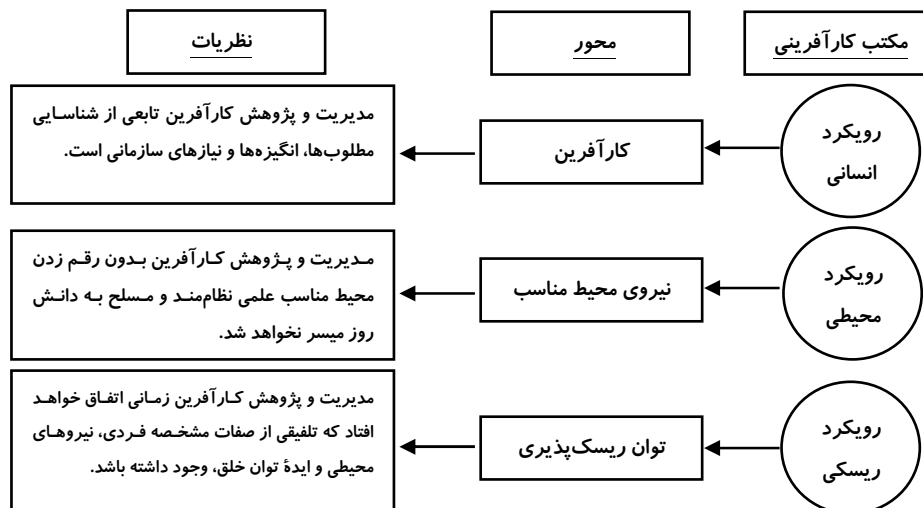 مکتب کارآفرینی
محور
نظریات
رویکرد
انسانی
کارآفرین
مدیریت و پژوهش کارآفرین تابعی از شناسایی
مطلوب‌ها، انگیزه‌ها و نیازهای سازمانی است.
رویکرد
محیطی
نیروی محیط مناسب
مدیریت و پژوهش کارآفرین بدون رقم زدن
محیط مناسب علمی نظام‌مند و مسلح به دانش
روز میسر نخواهد شد.
رویکرد
ریسکی
توان ریسک‌پذیری
مدیریت و پژوهش کارآفرین زمانی اتفاق خواهد
افتاد که تلفیقی از صفات مشخصه فردی، نیروهای
محیطی و ایدهٔ توان خلق، وجود داشته باشد.